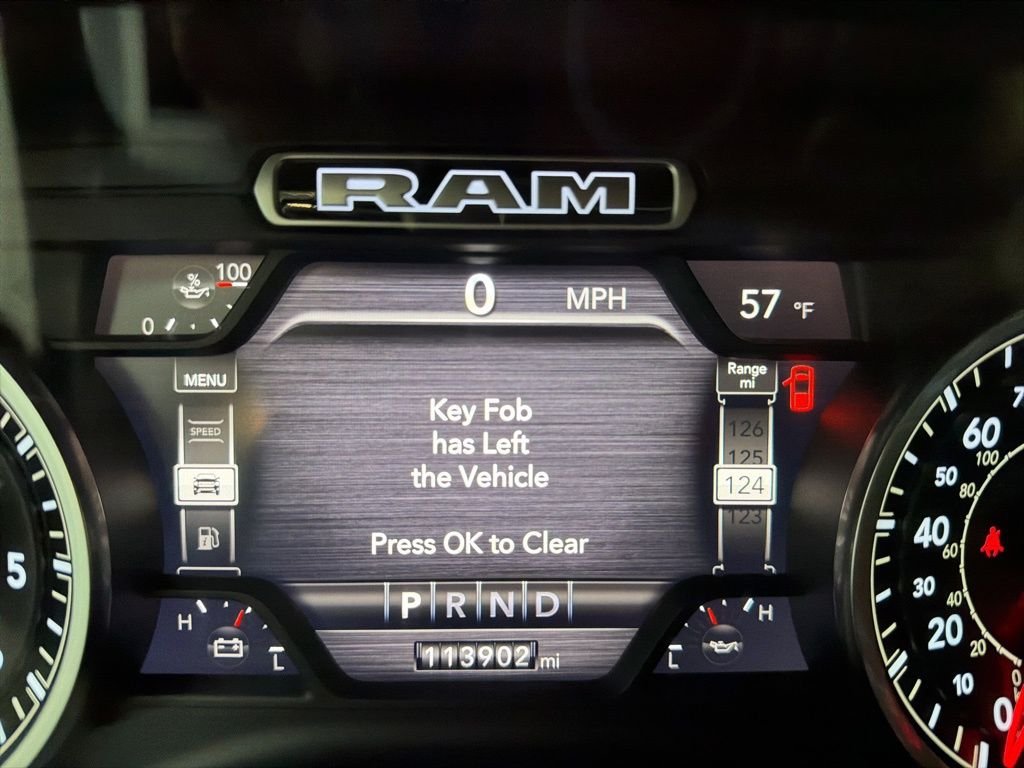 RAM
100
%
0
0 MPH
57 °F
MENU
Range
mi
SPEED
126
125
124
123
Key Fob
has Left
the Vehicle
Press OK to Clear
P R N D
H
L
113902 mi
H
L
5
60
50
40
30
20
10
0
100
80
60
40
20
0
7